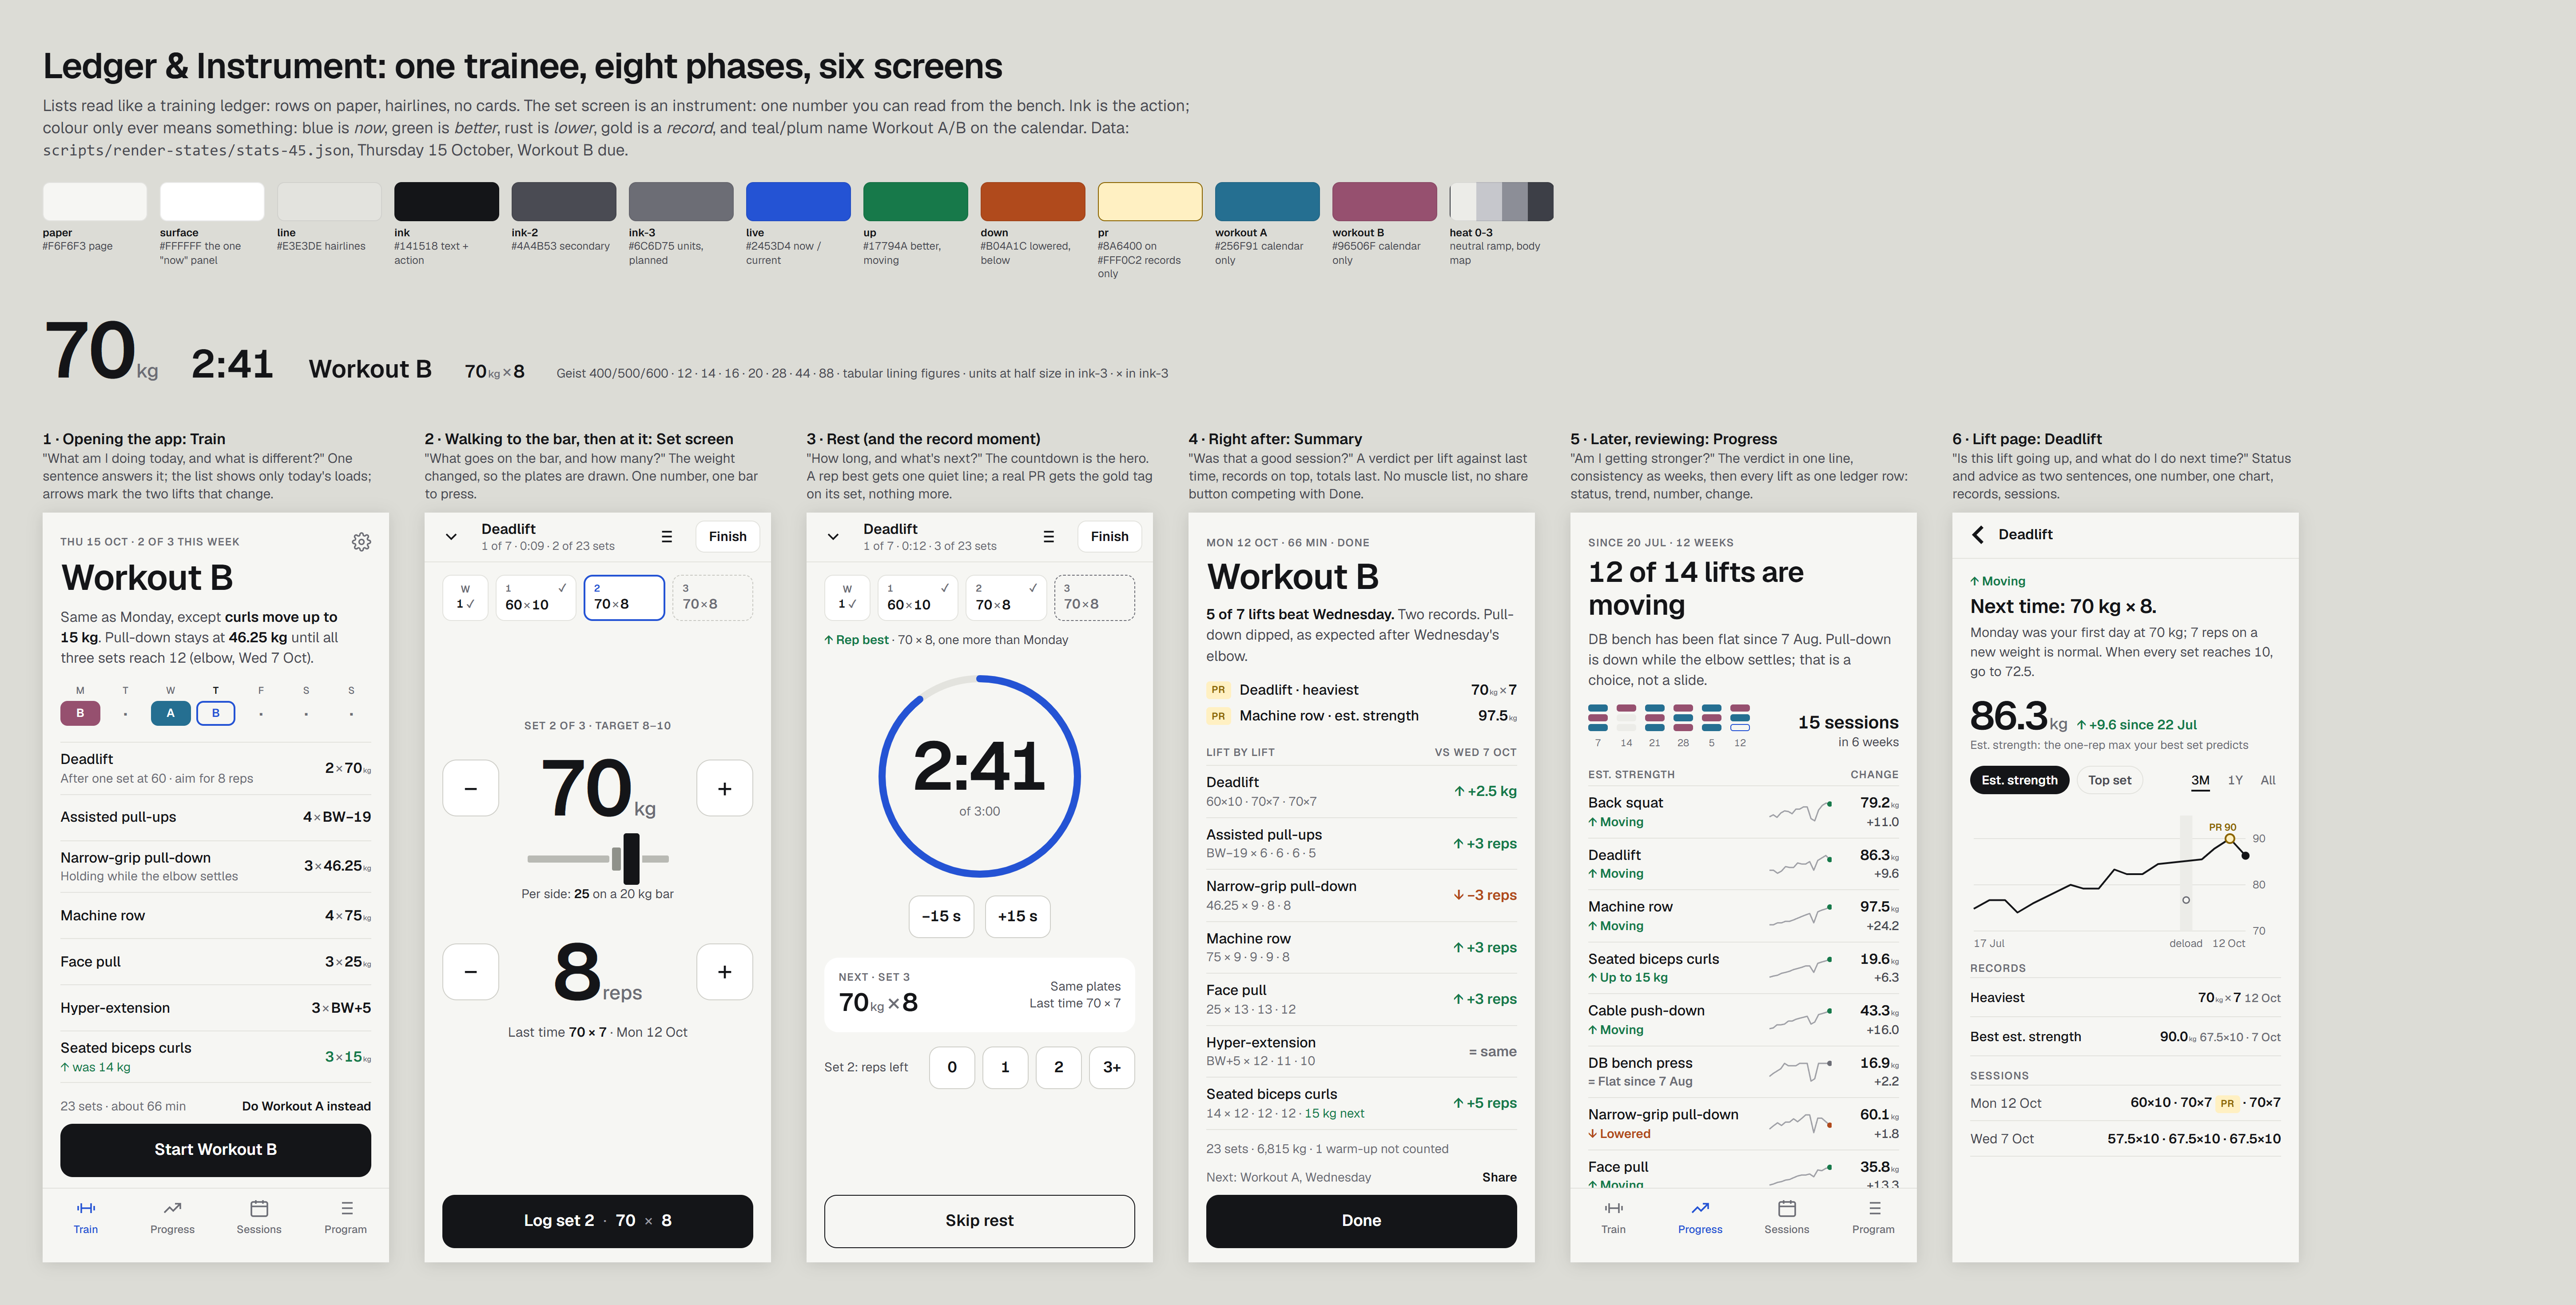 Ledger & Instrument: one trainee, eight phases, six screens
Lists read like a training ledger: rows on paper, hairlines, no cards. The set screen is an instrument: one number you can read from the bench. Ink is the action;
colour only ever means something: blue is now, green is better, rust is lower, gold is a record, and teal/plum name Workout A/B on the calendar. Data:
scripts/render-states/stats-45.json, Thursday 15 October, Workout B due.
paper
#F6F6F3 page
surface
#FFFFFF the one
"now" panel
line
#E3E3DE hairlines
ink
#141518 text +
action
ink-2
#4A4B53 secondary
ink-3
#6C6D75 units,
planned
live
#2453D4 now /
current
up
#17794A better,
moving
down
#B04A1C lowered,
below
pr
#8A6400 on
#FFF0C2 records
only
workout A
#256F91 calendar
only
workout B
#96506F calendar
only
heat 0-3
neutral ramp, body
map
70kg 2:41 Workout B 70kg×8 Geist 400/500/600 · 12 · 14 · 16 · 20 · 28 · 44 · 88 · tabular lining figures · units at half size in ink-3 · × in ink-3
1 · Opening the app: Train
"What am I doing today, and what is different?" One
sentence answers it; the list shows only today's loads;
arrows mark the two lifts that change.
THU 15 OCT · 2 OF 3 THIS WEEK
Workout B
Same as Monday, except curls move up to
15 kg. Pull-down stays at 46.25 kg until all
three sets reach 12 (elbow, Wed 7 Oct).
M T W T F S S
B · A B · · ·
Deadlift
After one set at 60 · aim for 8 reps
2×70kg
Assisted pull-ups
4×BW−19
Narrow-grip pull-down
Holding while the elbow settles
3×46.25kg
Machine row
4×75kg
Face pull
3×25kg
Hyper-extension
3×BW+5
Seated biceps curls
↑ was 14 kg
3×15kg
23 sets · about 66 min
Do Workout A instead
Start Workout B
Train Progress Sessions Program
2 · Walking to the bar, then at it: Set screen
"What goes on the bar, and how many?" The weight
changed, so the plates are drawn. One number, one bar
to press.
Deadlift
1 of 7 · 0:09 · 2 of 23 sets
Finish
W
1 ✓
1 ✓
60×10
2
70×8
3
70×8
SET 2 OF 3 · TARGET 8–10
− 70kg +
Per side: 25 on a 20 kg bar
− 8reps +
Last time 70 × 7 · Mon 12 Oct
Log set 2 · 70 × 8
3 · Rest (and the record moment)
"How long, and what's next?" The countdown is the hero.
A rep best gets one quiet line; a real PR gets the gold tag
on its set, nothing more.
Deadlift
1 of 7 · 0:12 · 3 of 23 sets
Finish
W
1 ✓
1 ✓
60×10
2 ✓
70×8
3
70×8
↑ Rep best · 70 × 8, one more than Monday
2:41
of 3:00
−15 s
+15 s
NEXT · SET 3
70kg×8
Same plates
Last time 70 × 7
Set 2: reps left
0 1 2 3+
Skip rest
4 · Right after: Summary
"Was that a good session?" A verdict per lift against last
time, records on top, totals last. No muscle list, no share
button competing with Done.
MON 12 OCT · 66 MIN · DONE
Workout B
5 of 7 lifts beat Wednesday. Two records. Pull-
down dipped, as expected after Wednesday's
elbow.
PR Deadlift · heaviest 70kg×7
PR Machine row · est. strength 97.5kg
LIFT BY LIFT VS WED 7 OCT
Deadlift
60×10 · 70×7 · 70×7
↑ +2.5 kg
Assisted pull-ups
BW−19 × 6 · 6 · 6 · 5
↑ +3 reps
Narrow-grip pull-down
46.25 × 9 · 8 · 8
↓ −3 reps
Machine row
75 × 9 · 9 · 9 · 8
↑ +3 reps
Face pull
25 × 13 · 13 · 12
↑ +3 reps
Hyper-extension
BW+5 × 12 · 11 · 10
= same
Seated biceps curls
14 × 12 · 12 · 12 · 15 kg next
↑ +5 reps
23 sets · 6,815 kg · 1 warm-up not counted
Next: Workout A, Wednesday
Share
Done
5 · Later, reviewing: Progress
"Am I getting stronger?" The verdict in one line,
consistency as weeks, then every lift as one ledger row:
status, trend, number, change.
SINCE 20 JUL · 12 WEEKS
12 of 14 lifts are
moving
DB bench has been flat since 7 Aug. Pull-down
is down while the elbow settles; that is a
choice, not a slide.
7 14 21 28 5 12
15 sessions
in 6 weeks
EST. STRENGTH CHANGE
Back squat
↑ Moving
79.2kg
+11.0
Deadlift
↑ Moving
86.3kg
+9.6
Machine row
↑ Moving
97.5kg
+24.2
Seated biceps curls
↑ Up to 15 kg
19.6kg
+6.3
Cable push-down
↑ Moving
43.3kg
+16.0
DB bench press
= Flat since 7 Aug
16.9kg
+2.2
Narrow-grip pull-down
↓ Lowered
60.1kg
+1.8
Face pull
↑ Moving
35.8kg
+13.3
Train Progress Sessions Program
6 · Lift page: Deadlift
"Is this lift going up, and what do I do next time?" Status
and advice as two sentences, one number, one chart,
records, sessions.
Deadlift
↑ Moving
Next time: 70 kg × 8.
Monday was your first day at 70 kg; 7 reps on a
new weight is normal. When every set reaches 10,
go to 72.5.
86.3kg ↑ +9.6 since 22 Jul
Est. strength: the one-rep max your best set predicts
Est. strength Top set 3M 1Y All
PR 90
90
80
70
17 Jul deload 12 Oct
RECORDS
Heaviest 70kg×7 12 Oct
Best est. strength 90.0kg 67.5×10 · 7 Oct
SESSIONS
Mon 12 Oct 60×10 · 70×7 PR · 70×7
Wed 7 Oct 57.5×10 · 67.5×10 · 67.5×10